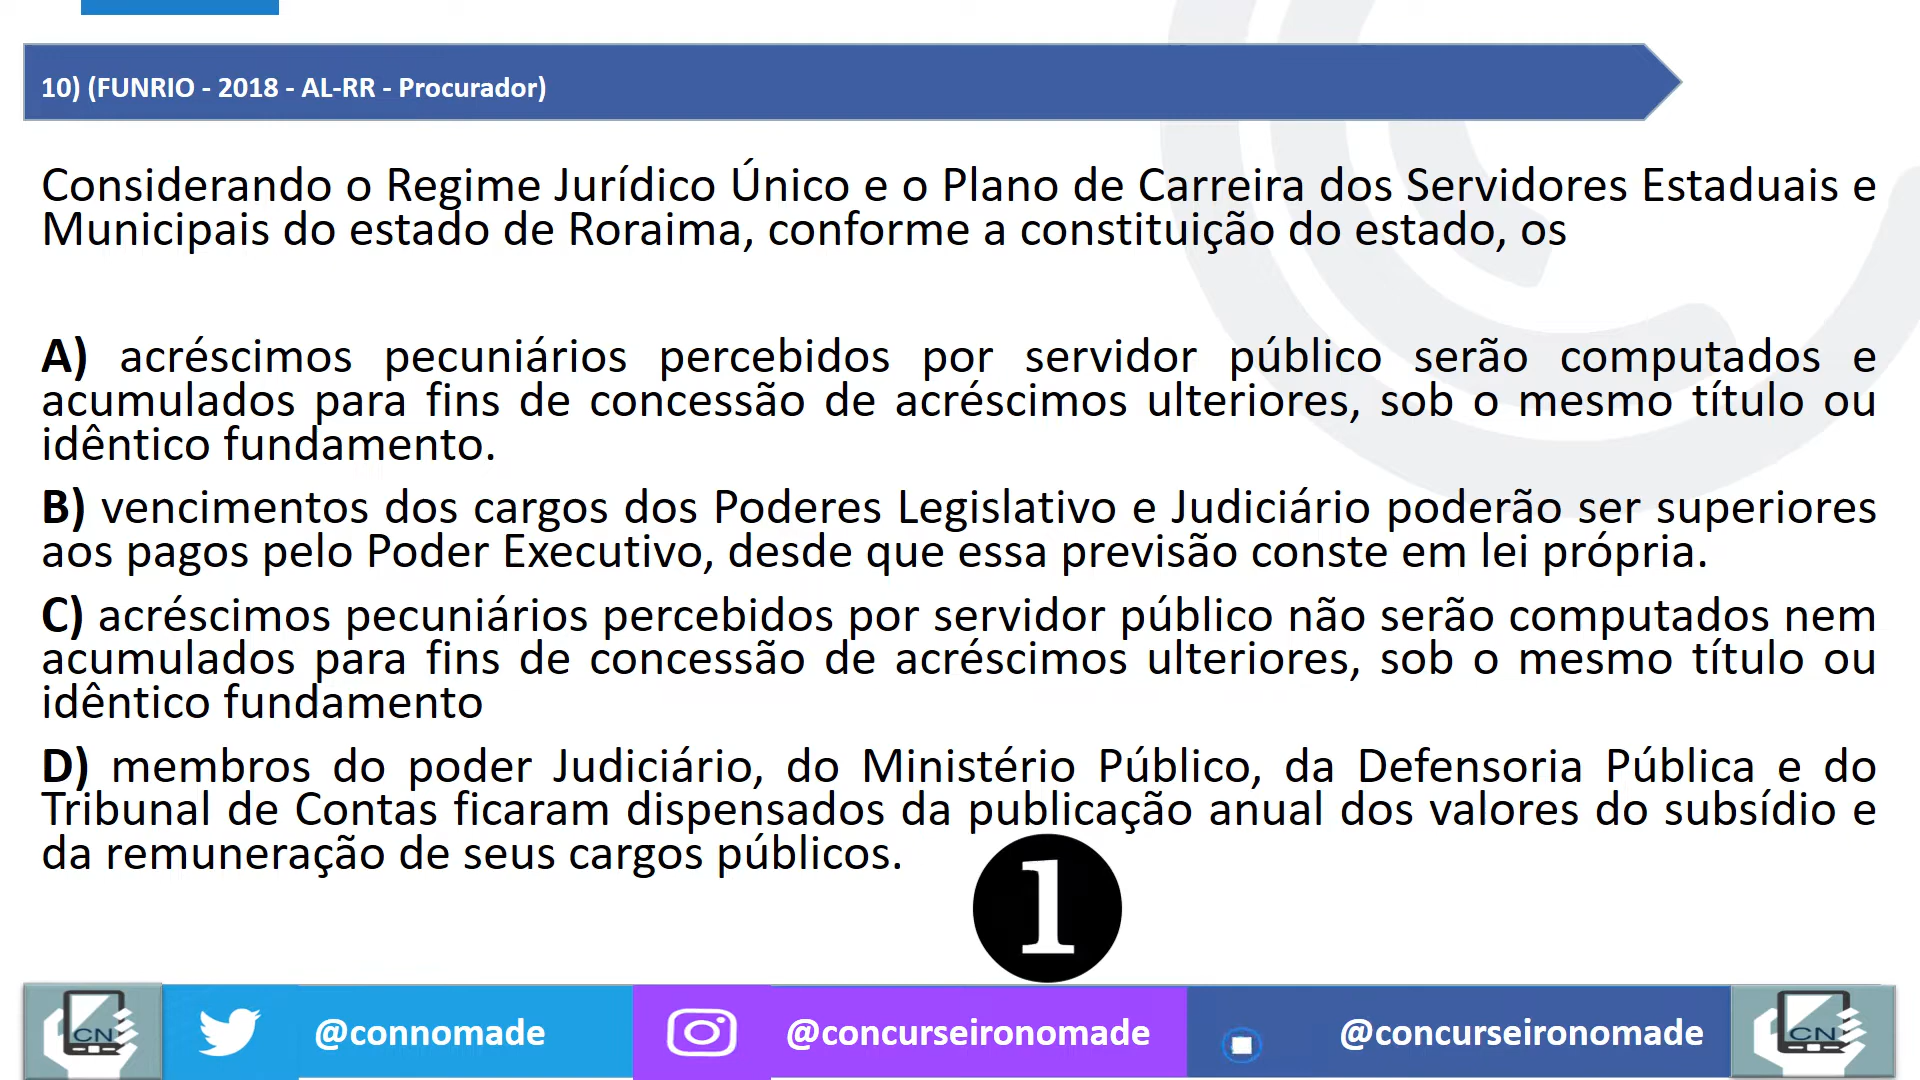 10) (FUNRIO - 2018 - AL-RR - Procurador)
Considerando o Regime Jurídico Único e o Plano de Carreira dos Servidores Estaduais e
Municipais do estado de Roraima, conforme a constituição do estado, os
A) acréscimos pecuniários percebidos por servidor público serão computados e
acumulados para fins de concessão de acréscimos ulteriores, sob o mesmo título ou
idêntico fundamento.
B) vencimentos dos cargos dos Poderes Legislativo e Judiciário poderão ser superiores
aos pagos pelo Poder Executivo, desde que essa previsão conste em lei própria.
C) acréscimos pecuniários percebidos por servidor público não serão computados nem
acumulados para fins de concessão de acréscimos ulteriores, sob o mesmo título ou
idêntico fundamento
D) membros do poder Judiciário, do Ministério Público, da Defensoria Pública e do
Tribunal de Contas ficaram dispensados da publicação anual dos valores do subsídio e
da remuneração de seus cargos públicos.
1
CN @connomade @concurseironomade @concurseironomade CN